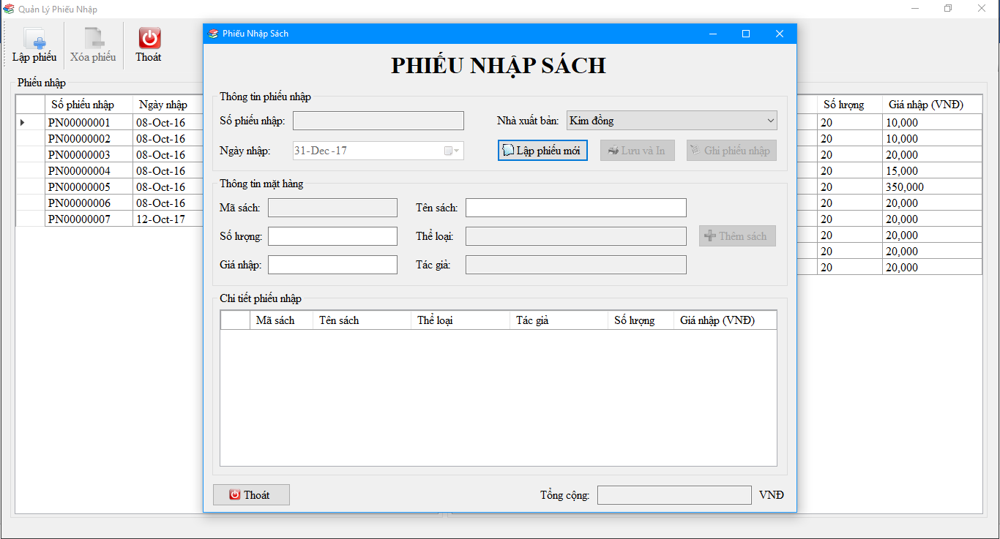 Quản Lý Phiếu Nhập
Lập phiếu
Xóa phiếu
Thoát
Phiếu nhập
Số phiếu nhập Ngày nhập
PN00000001 08-Oct-16
PN00000002 08-Oct-16
PN00000003 08-Oct-16
PN00000004 08-Oct-16
PN00000005 08-Oct-16
PN00000006 08-Oct-16
PN00000007 12-Oct-17
Phiếu Nhập Sách
PHIẾU NHẬP SÁCH
Thông tin phiếu nhập
Số phiếu nhập: Nhà xuất bản: Kim đồng
Ngày nhập: 31-Dec -17 Lập phiếu mới Lưu và In Ghi phiếu nhập
Thông tin mặt hàng
Mã sách: Tên sách:
Số lượng: Thể loại: Thêm sách
Giá nhập: Tác giả:
Chi tiết phiếu nhập
Mã sách Tên sách Thể loại Tác giả Số lượng Giá nhập (VNĐ)
Thoát Tổng cộng: VNĐ
Số lượng Giá nhập (VNĐ)
20 10,000
20 10,000
20 20,000
20 15,000
20 350,000
20 20,000
20 20,000
20 20,000
20 20,000
20 20,000